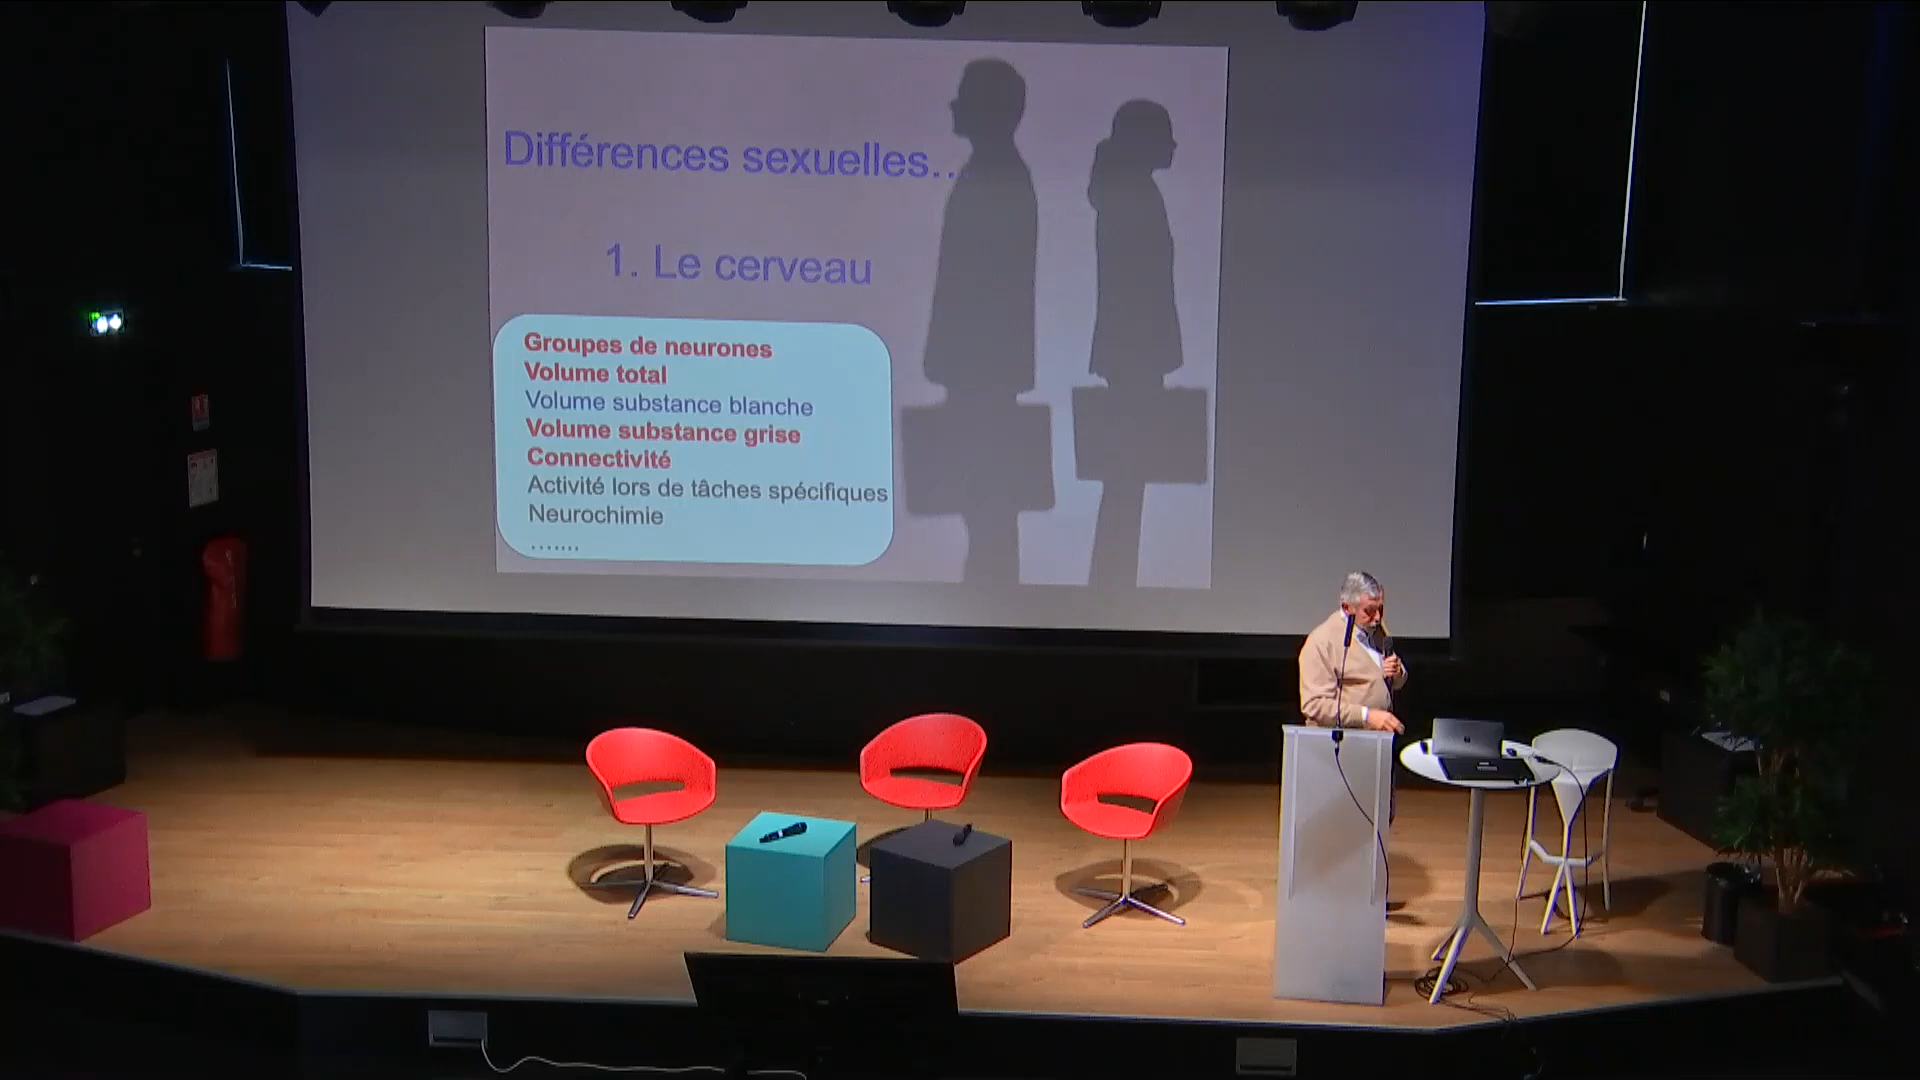 Différences sexuelles...
1. Le cerveau
Groupes de neurones
Volume total
Volume substance blanche
Volume substance grise
Connectivité
Activité lors de tâches spécifiques
Neurochimie
.......